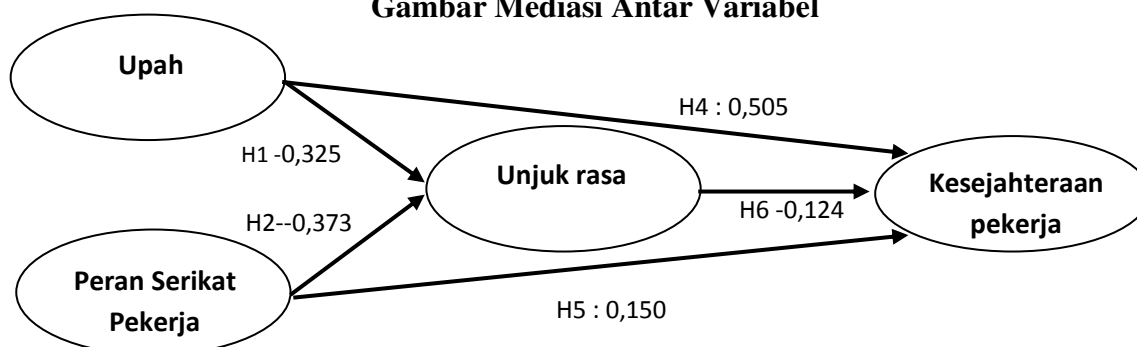 Gambar Mediasi Antar Variabel
Upah
H4 : 0,505
H1 -0,325
Unjuk rasa
Kesejahteraan
pekerja
H6 -0,124
H2--0,373
Peran Serikat
Pekerja
H5 : 0,150